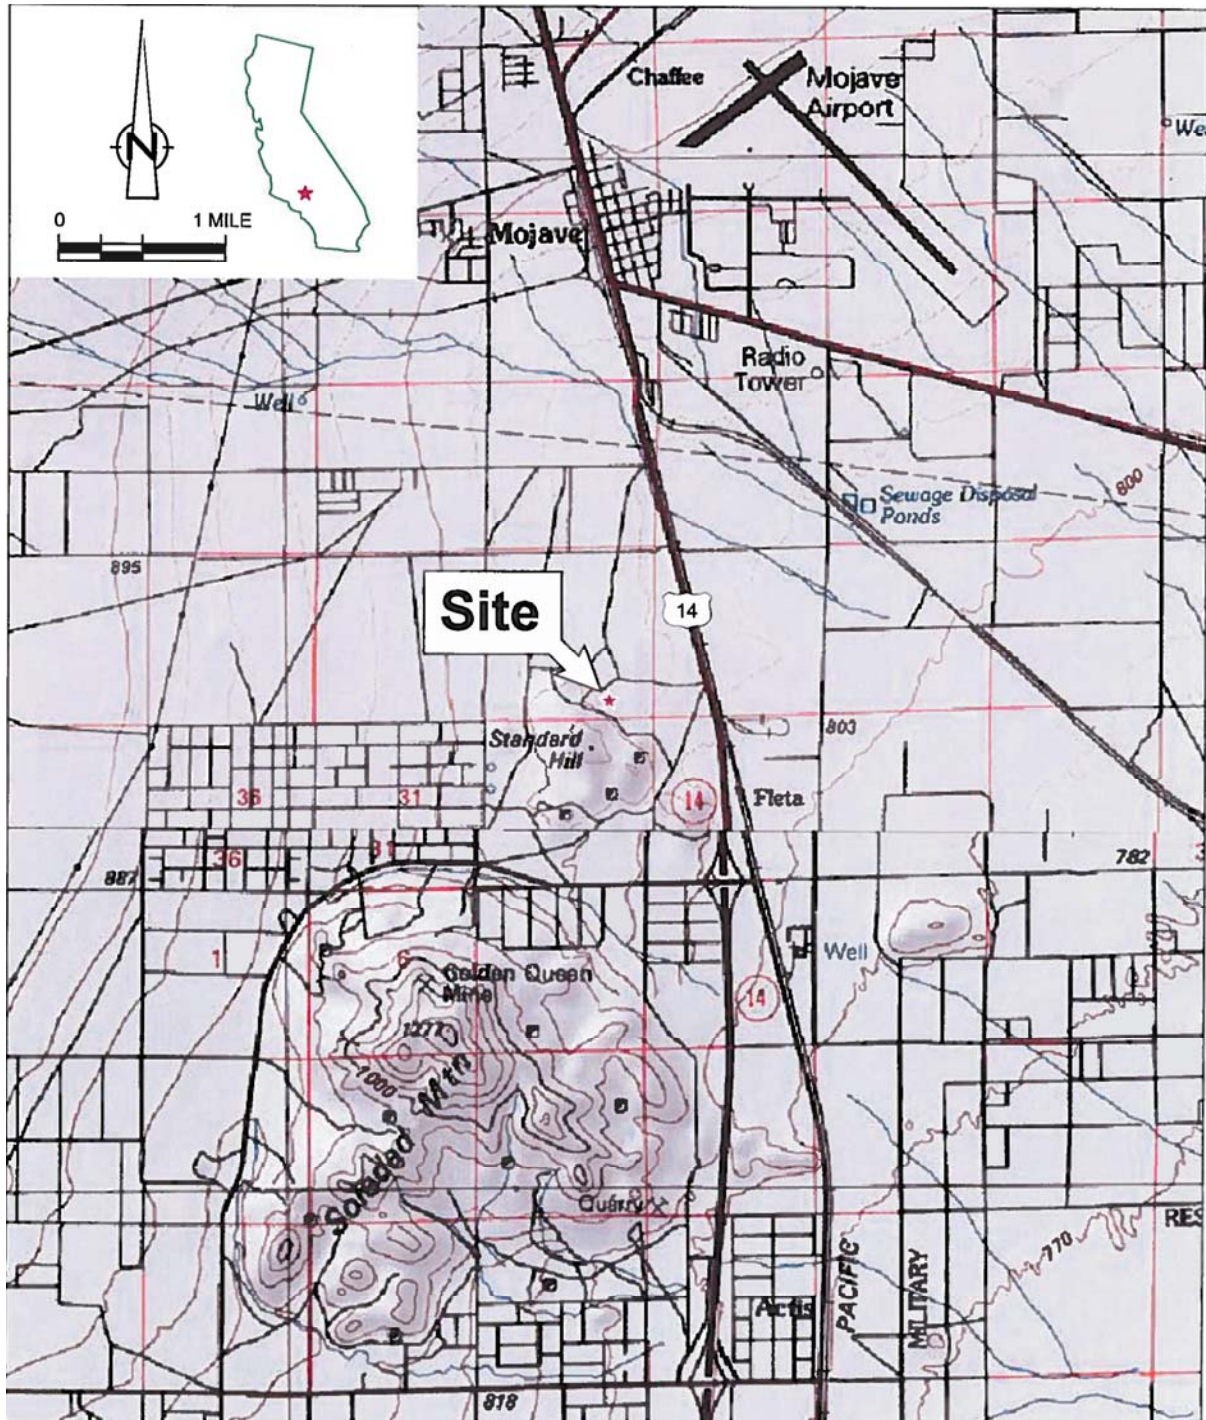 Chaffee
Mojave
Airport
N
0 1 MILE
Mojave
Radio
Tower
Well
800
Sewage Disposal
Ponds
895
Site
14
803
Standard
Hill
36
31
14
Fleta
36
31
782
887
1
6
Well
Golden Queen
Mine
14
1277
1000
Soledad Mtn
Quarry
RES
770
PACIFIC
MILITARY
Actis
818